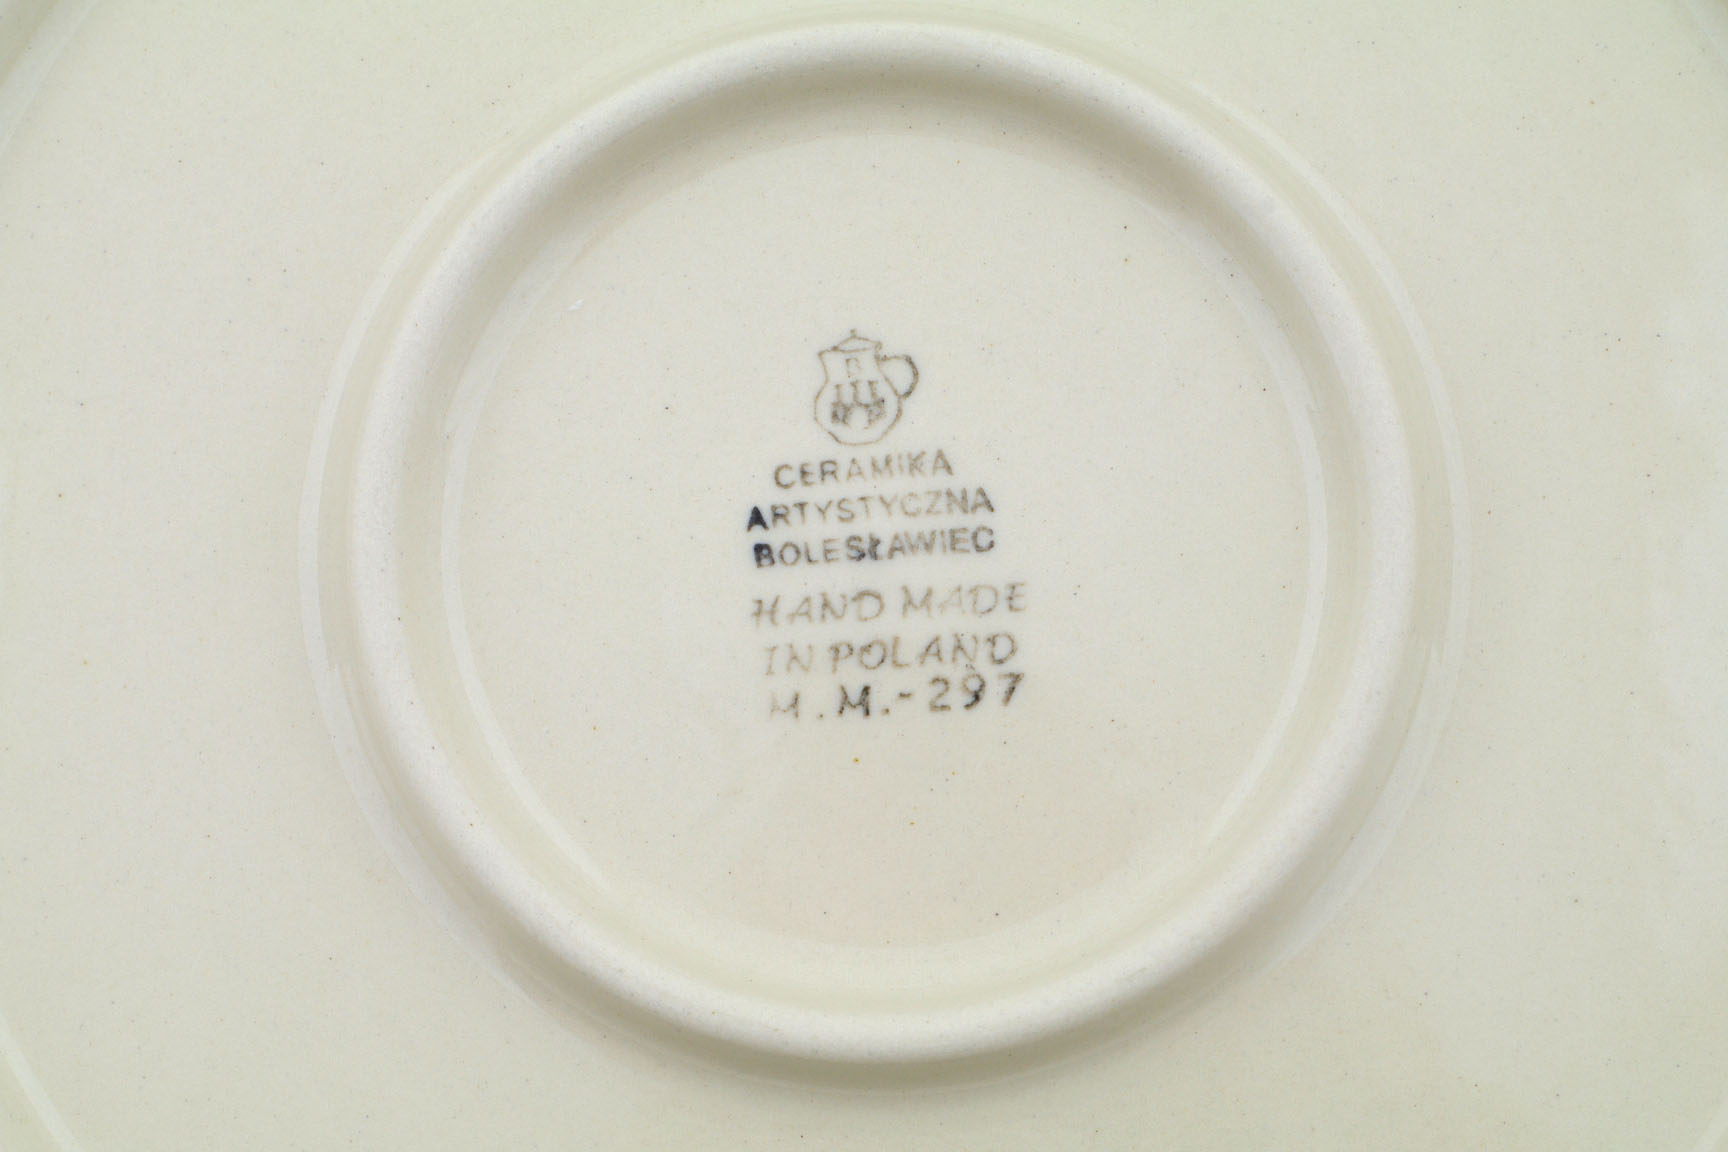 B
CERAMIKA
ARTYSTYCZNA
BOLESŁAWIEC
HAND MADE
IN POLAND
M.M.-297